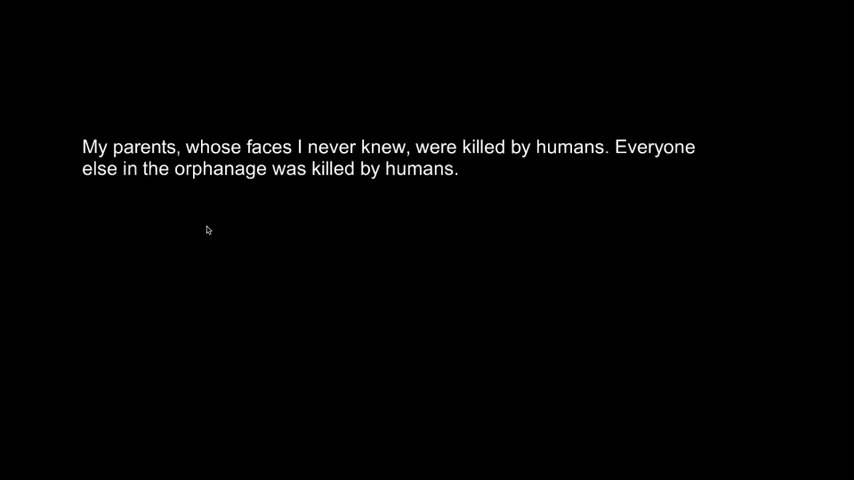 My parents, whose faces I never knew, were killed by humans. Everyone
else in the orphanage was killed by humans.